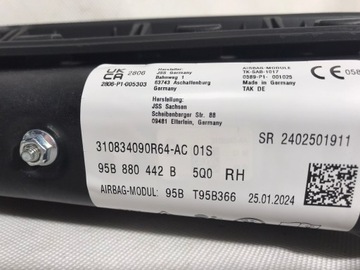 UK CA 2806
2806-P1-005303
Hersteller
JSS Germany
Bahnweg 1
63743 Aschaffenburg
Germany
AIRBAG-MODULE
TK-SAB-1017
0589-P1- 001025
TAK DE
Made in Germany
CE 0589
Herstellung:
JSS Sachsen
Scheibenberger Str. 88
09481 Elterlein, Germany
310834090R64-AC 01S
SR 2402501911
95B 880 442 B 5Q0 RH
AIRBAG-MODUL: 95B T95B366 25.01.2024